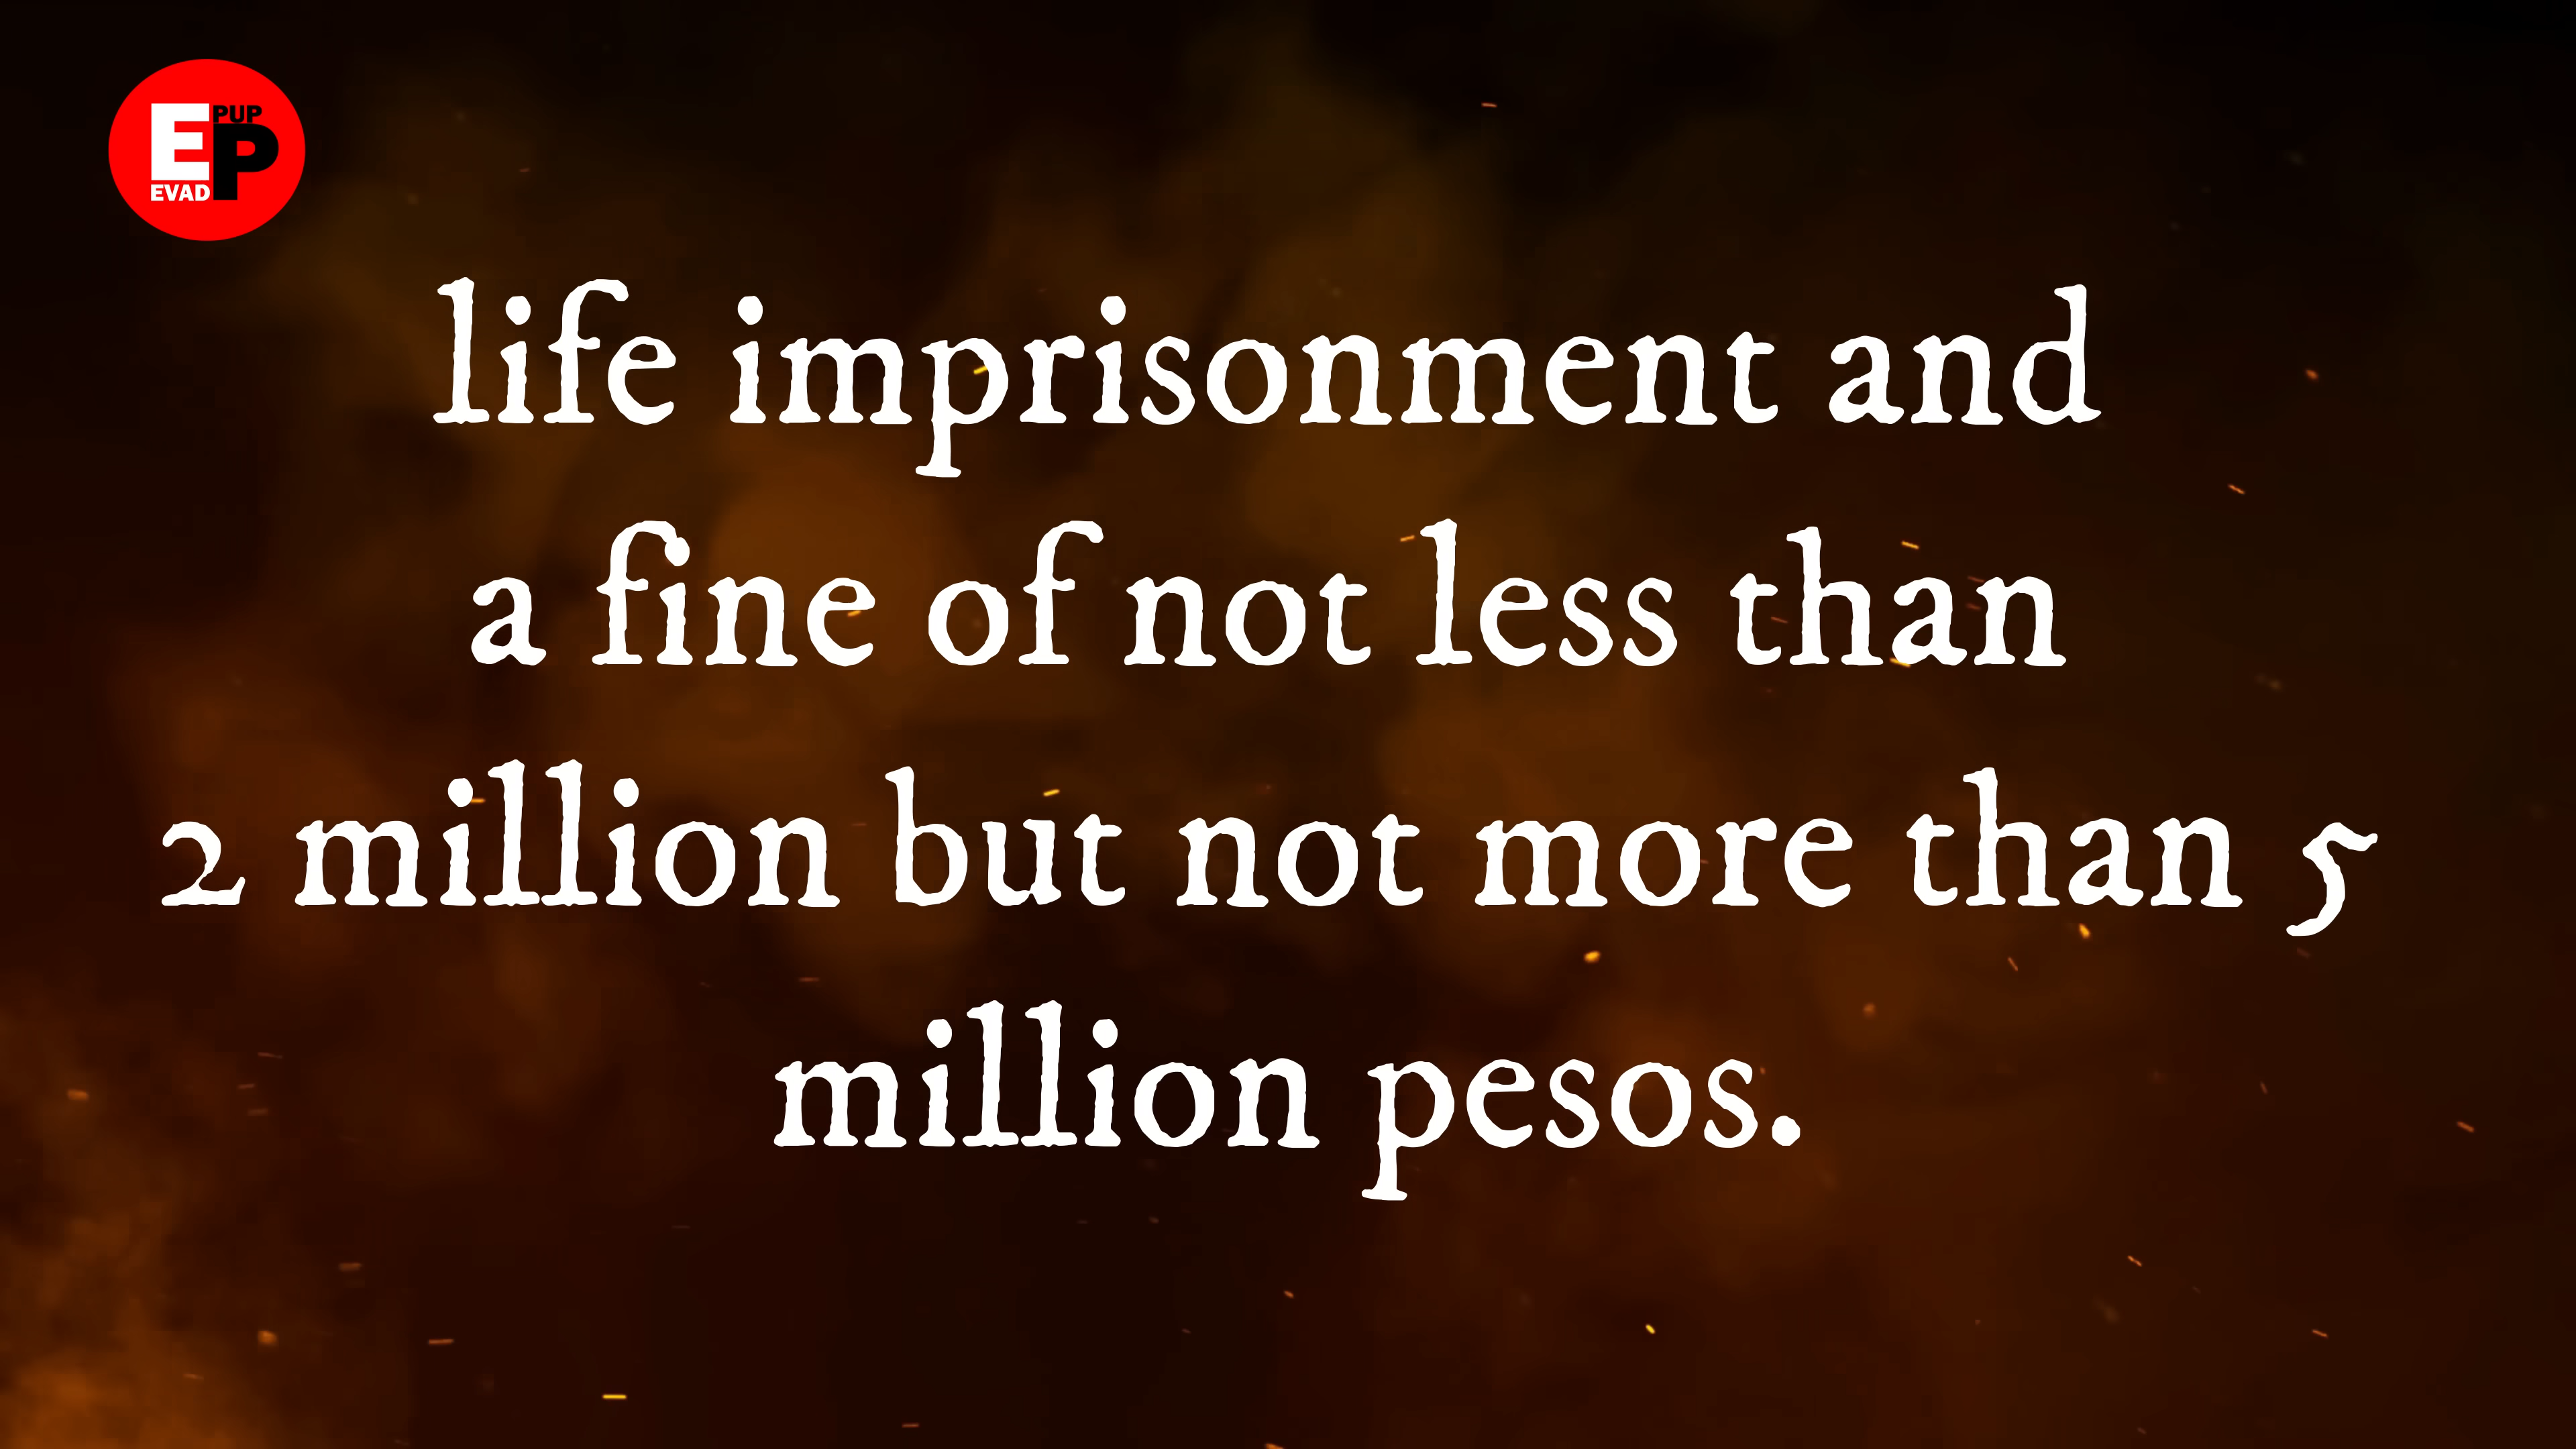 EP
PUP
EVAD
life imprisonment and
a fine of not less than
2 million but not more than 5
million pesos.